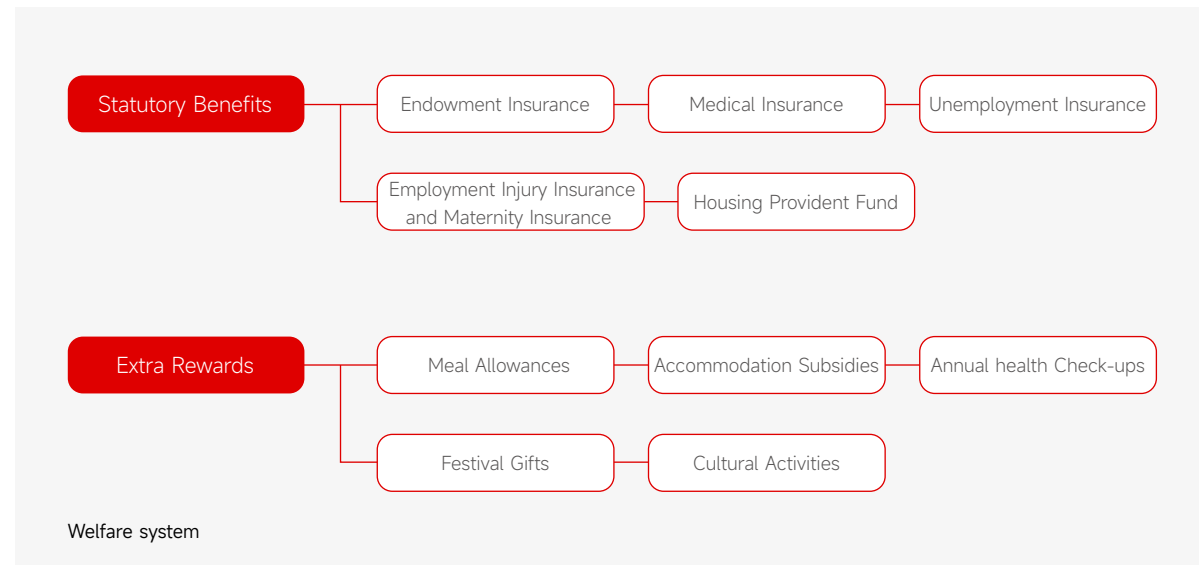 Statutory Benefits
Endowment Insurance
Medical Insurance
Unemployment Insurance
Employment Injury Insurance
and Maternity Insurance
Housing Provident Fund
Extra Rewards
Meal Allowances
Accommodation Subsidies
Annual health Check-ups
Festival Gifts
Cultural Activities
Welfare system